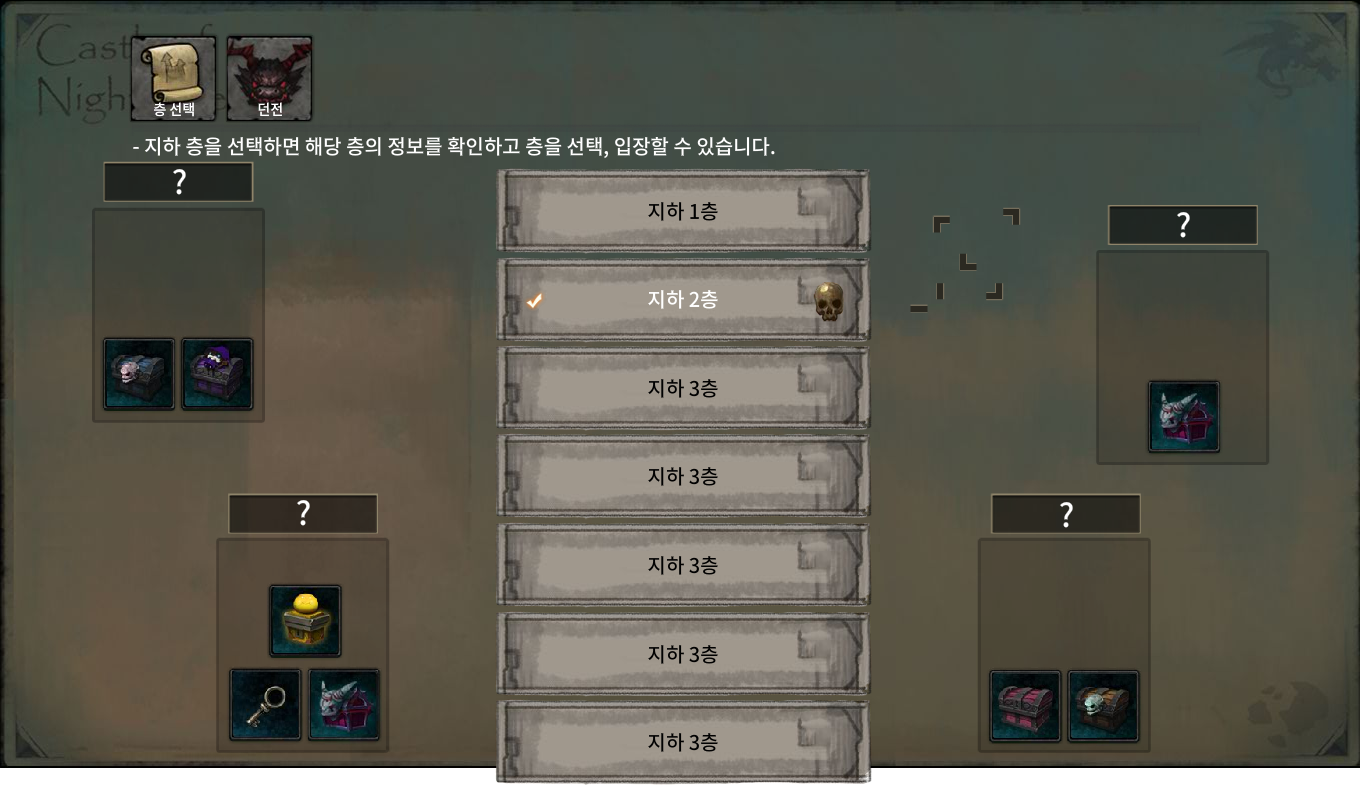 Castle of
Nigh
층 선택
던전
- 지하 층을 선택하면 해당 층의 정보를 확인하고 층을 선택, 입장할 수 있습니다.
?
?
지하 1층
지하 2층
지하 3층
지하 3층
지하 3층
지하 3층
지하 3층
?
?